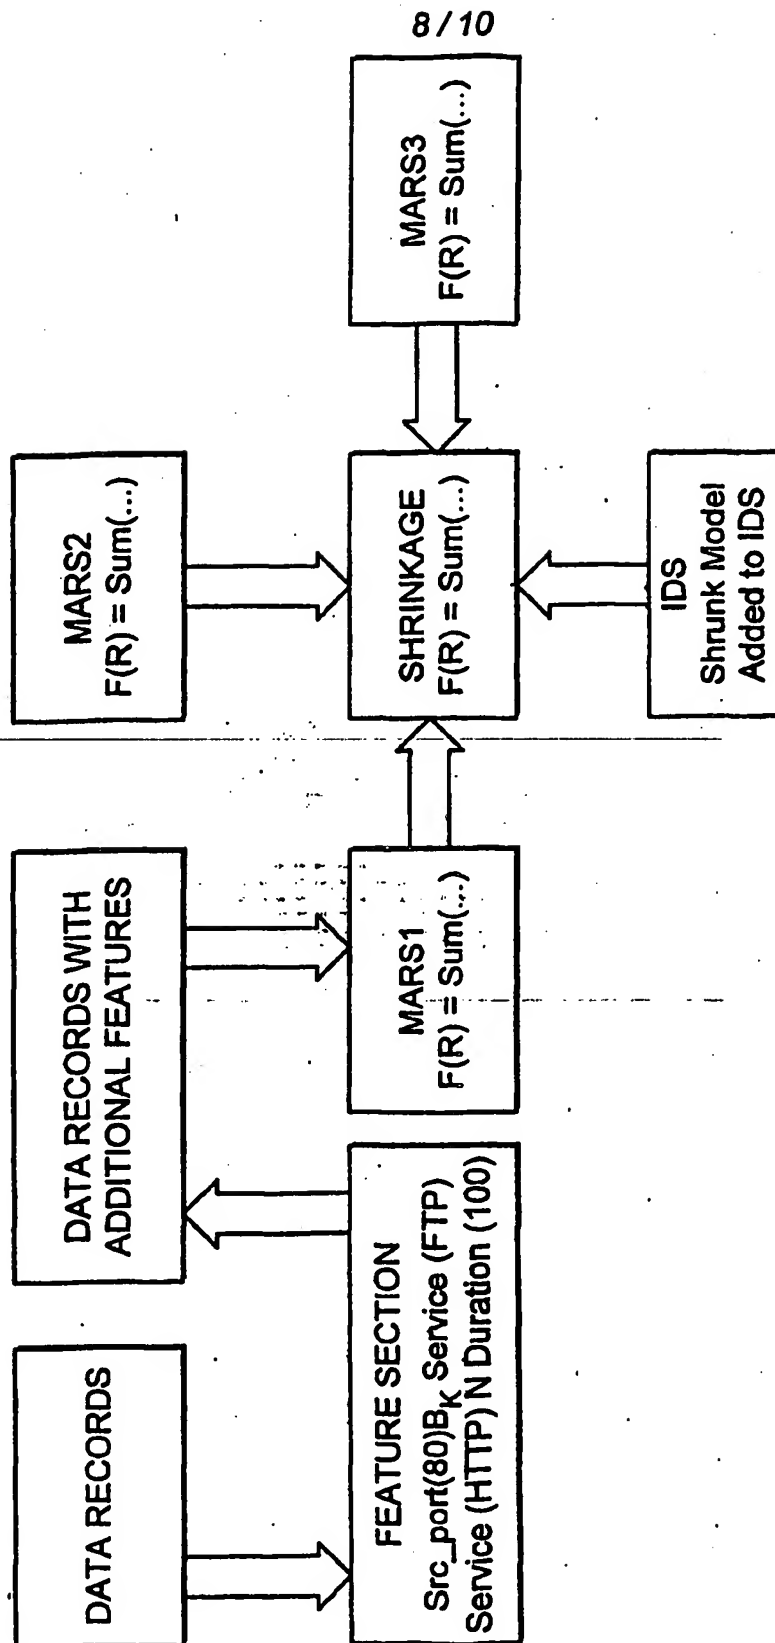 8 / 10
DATA RECORDS
FEATURE SECTION
Src_port(80)BK Service (FTP)
Service (HTTP) N Duration (100)
DATA RECORDS WITH
ADDITIONAL FEATURES
MARS1
F(R) = Sum(...)
MARS2
F(R) = Sum(...)
SHRINKAGE
F(R) = Sum(...)
MARS3
F(R) = Sum(...)
IDS
Shrunk Model
Added to IDS